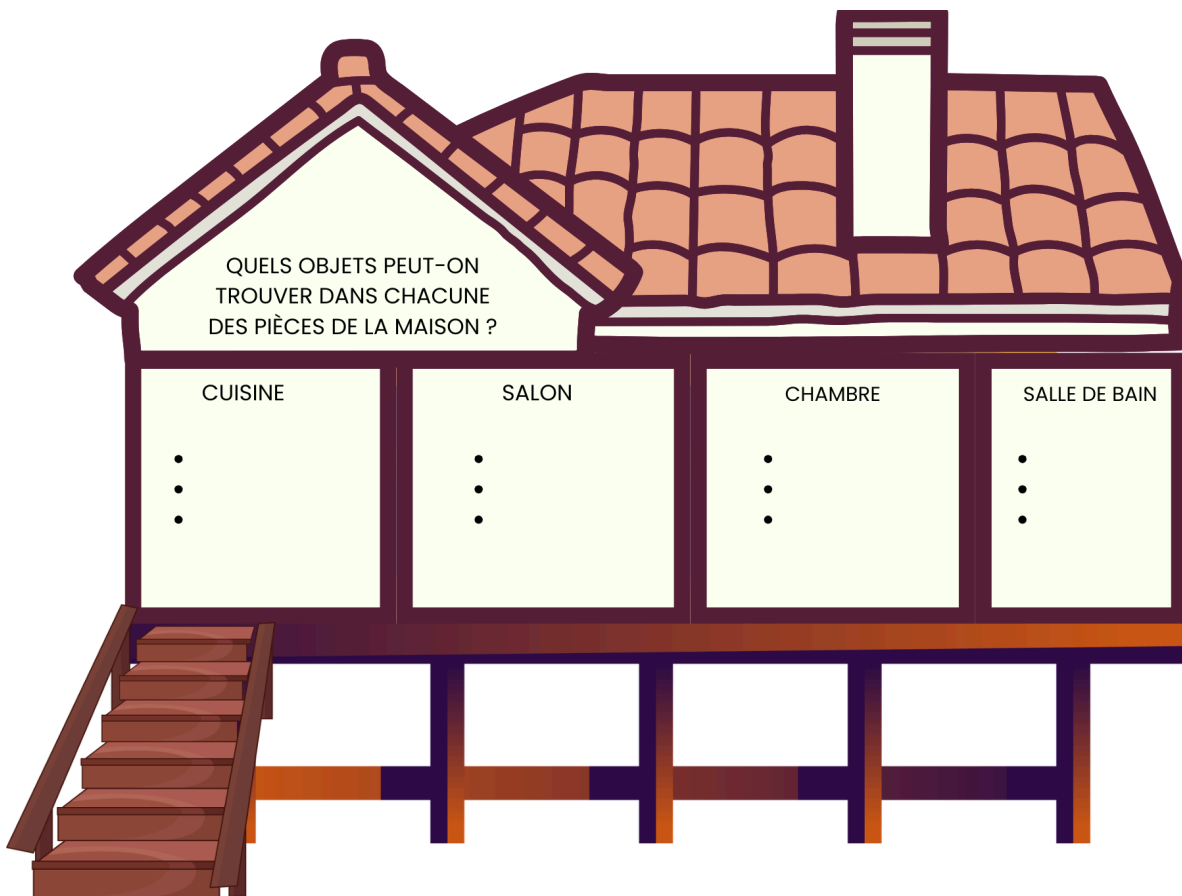 QUELS OBJETS PEUT-ON
TROUVER DANS CHACUNE
DES PIÈCES DE LA MAISON ?
CUISINE
SALON
CHAMBRE
SALLE DE BAIN